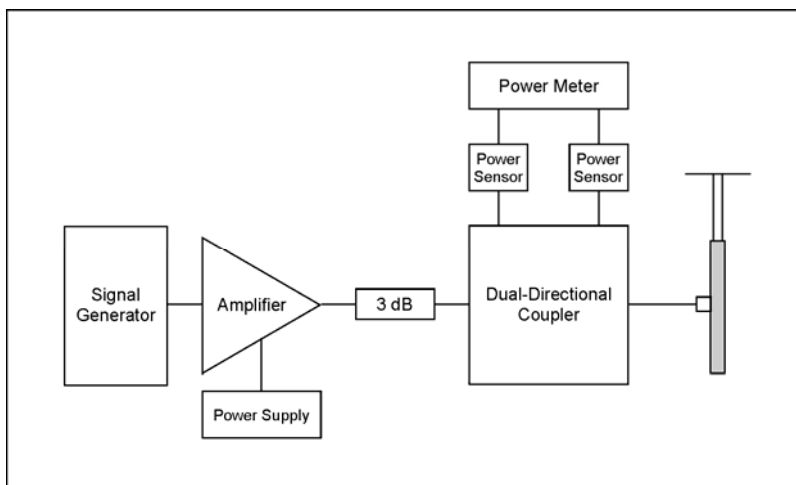 Power Meter
Power
Sensor
Power
Sensor
Signal
Generator
Amplifier
3 dB
Dual-Directional
Coupler
Power Supply